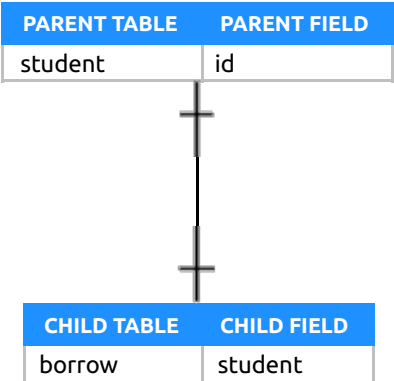 PARENT TABLE PARENT FIELD
student id
CHILD TABLE CHILD FIELD
borrow student